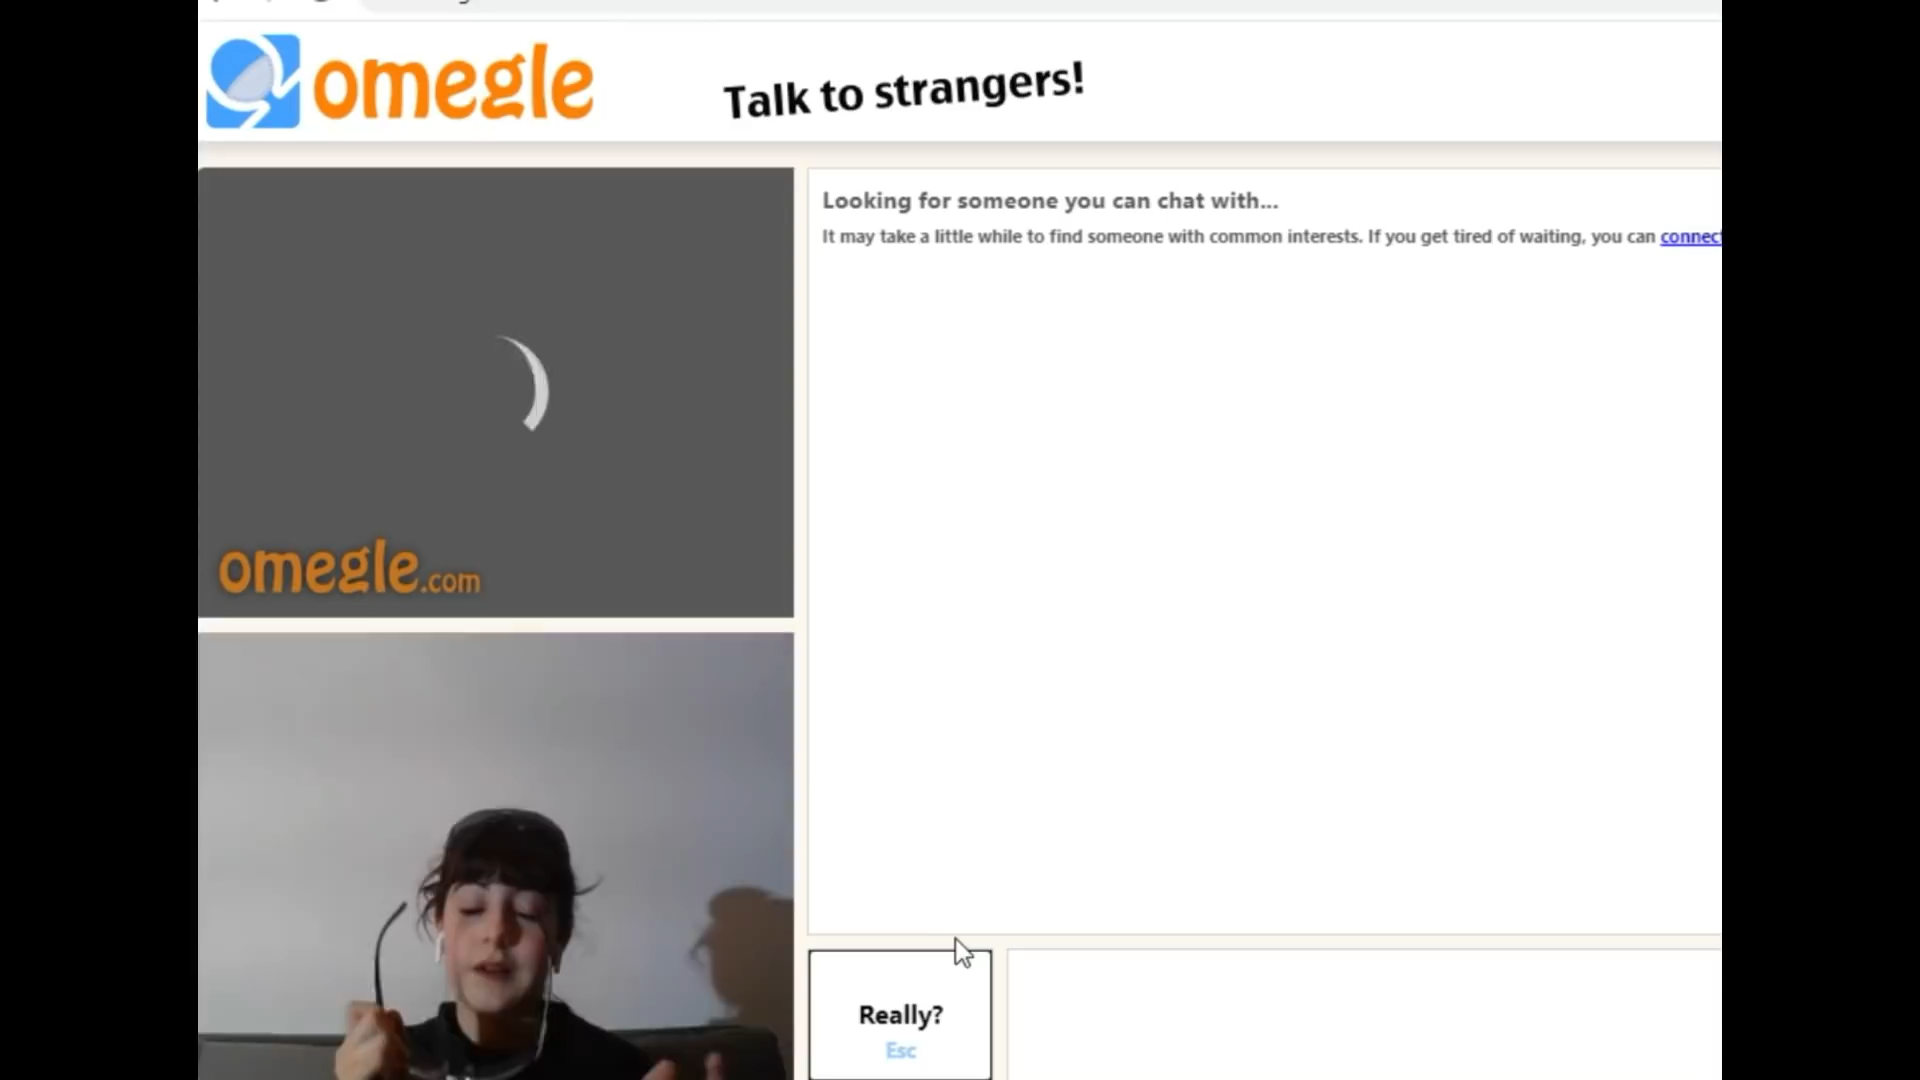 omegle
Talk to strangers!
Looking for someone you can chat with...
It may take a little while to find someone with common interests. If you get tired of waiting, you can connect
omegle.com
Really?
Esc